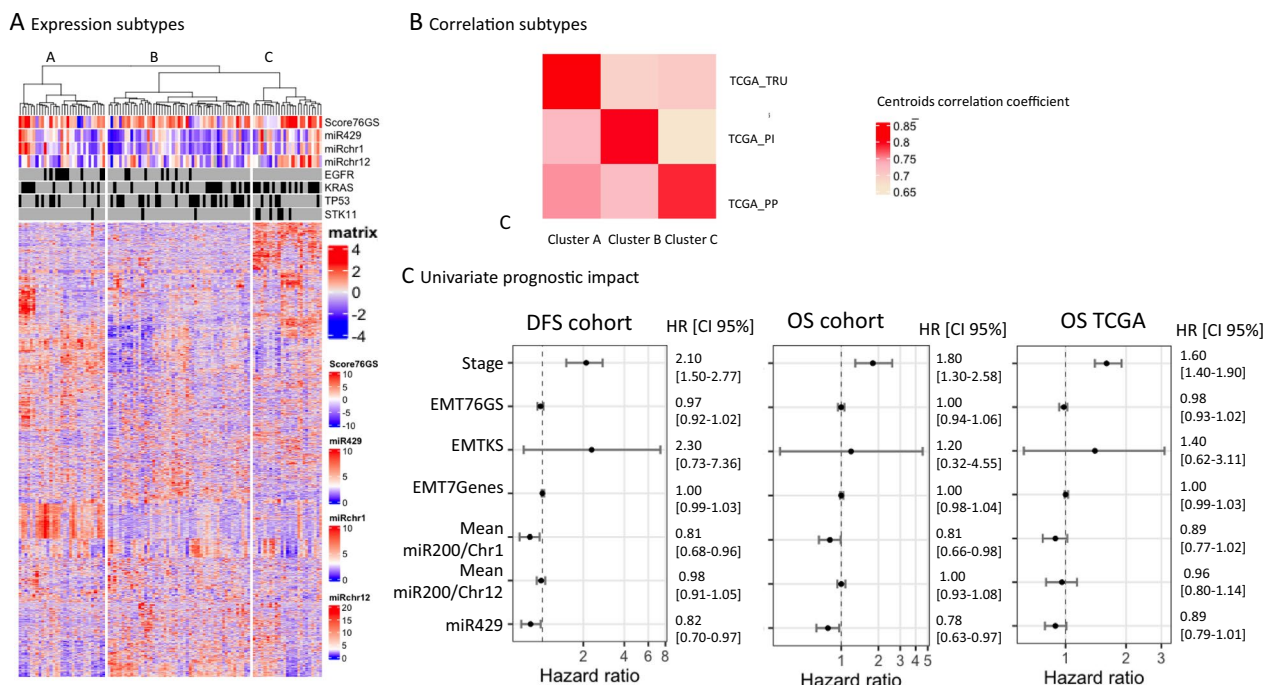 A Expression subtypes
A B C
Score76GS
miR429
miRchr1
miRchr12
EGFR
KRAS
TP53
STK11
matrix
4
2
0
-2
-4
Score76GS
10
5
0
-5
-10
miR429
10
5
0
miRchr1
10
5
0
miRchr12
20
15
10
5
0
B Correlation subtypes
TCGA_TRU
TCGA_PI
TCGA_PP
C
Cluster A Cluster B Cluster C
Centroids correlation coefficient
0.85
0.8
0.75
0.7
0.65
C Univariate prognostic impact
DFS cohort HR [CI 95%] OS cohort HR [CI 95%] OS TCGA HR [CI 95%]
Stage 2.10 1.80 1.60
[1.50-2.77] [1.30-2.58] [1.40-1.90]
EMT76GS 0.97 1.00 0.98
[0.92-1.02] [0.94-1.06] [0.93-1.02]
EMTKS 2.30 1.20 1.40
[0.73-7.36] [0.32-4.55] [0.62-3.11]
EMT7Genes 1.00 1.00 1.00
[0.99-1.03] [0.98-1.04] [0.99-1.03]
Mean 0.81 0.81 0.89
miR200/Chr1 [0.68-0.96] [0.66-0.98] [0.77-1.02]
Mean 0.98 1.00 0.96
miR200/Chr12 [0.91-1.05] [0.93-1.08] [0.80-1.14]
miR429 0.82 0.78 0.89
[0.70-0.97] [0.63-0.97] [0.79-1.01]
1 2 4 6 8 1 2 3 4 5 1 2 3
Hazard ratio Hazard ratio Hazard ratio